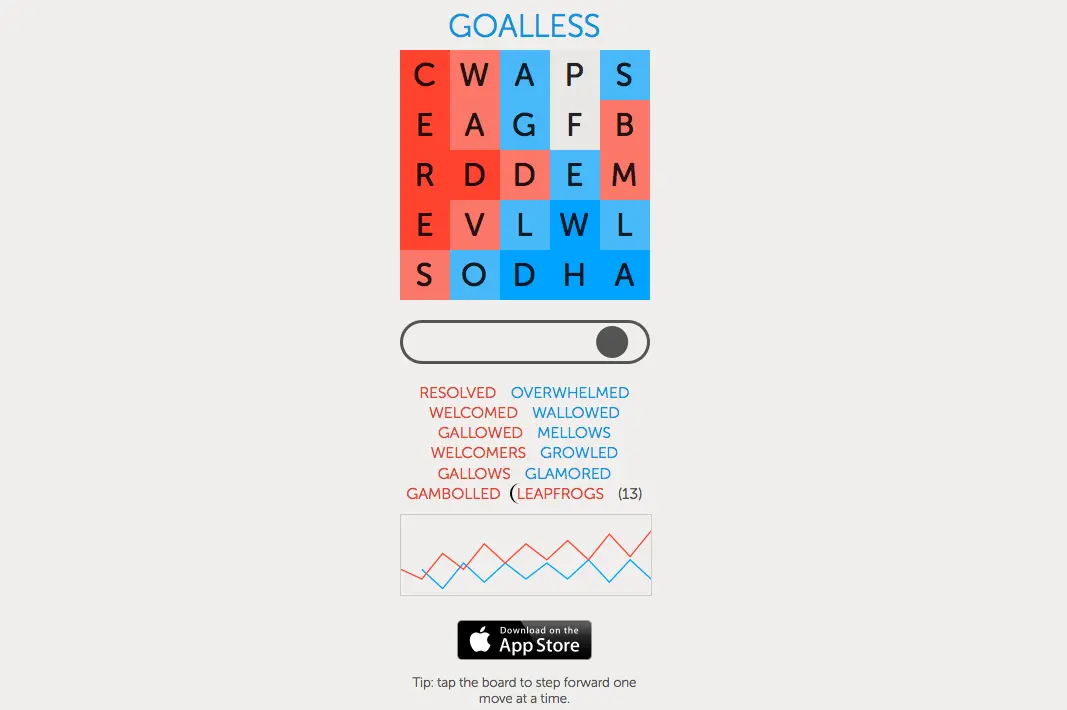 GOALLESS
C W A P S
E A G F B
R D D E M
E V L W L
S O D H A
RESOLVED OVERWHELMED
WELCOMED WALLOWED
GALLOWED MELLOWS
WELCOMERS GROWLED
GALLOWS GLAMORED
GAMBOLLED (LEAPFROGS (13)
Download on the
App Store
Tip: tap the board to step forward one
move at a time.